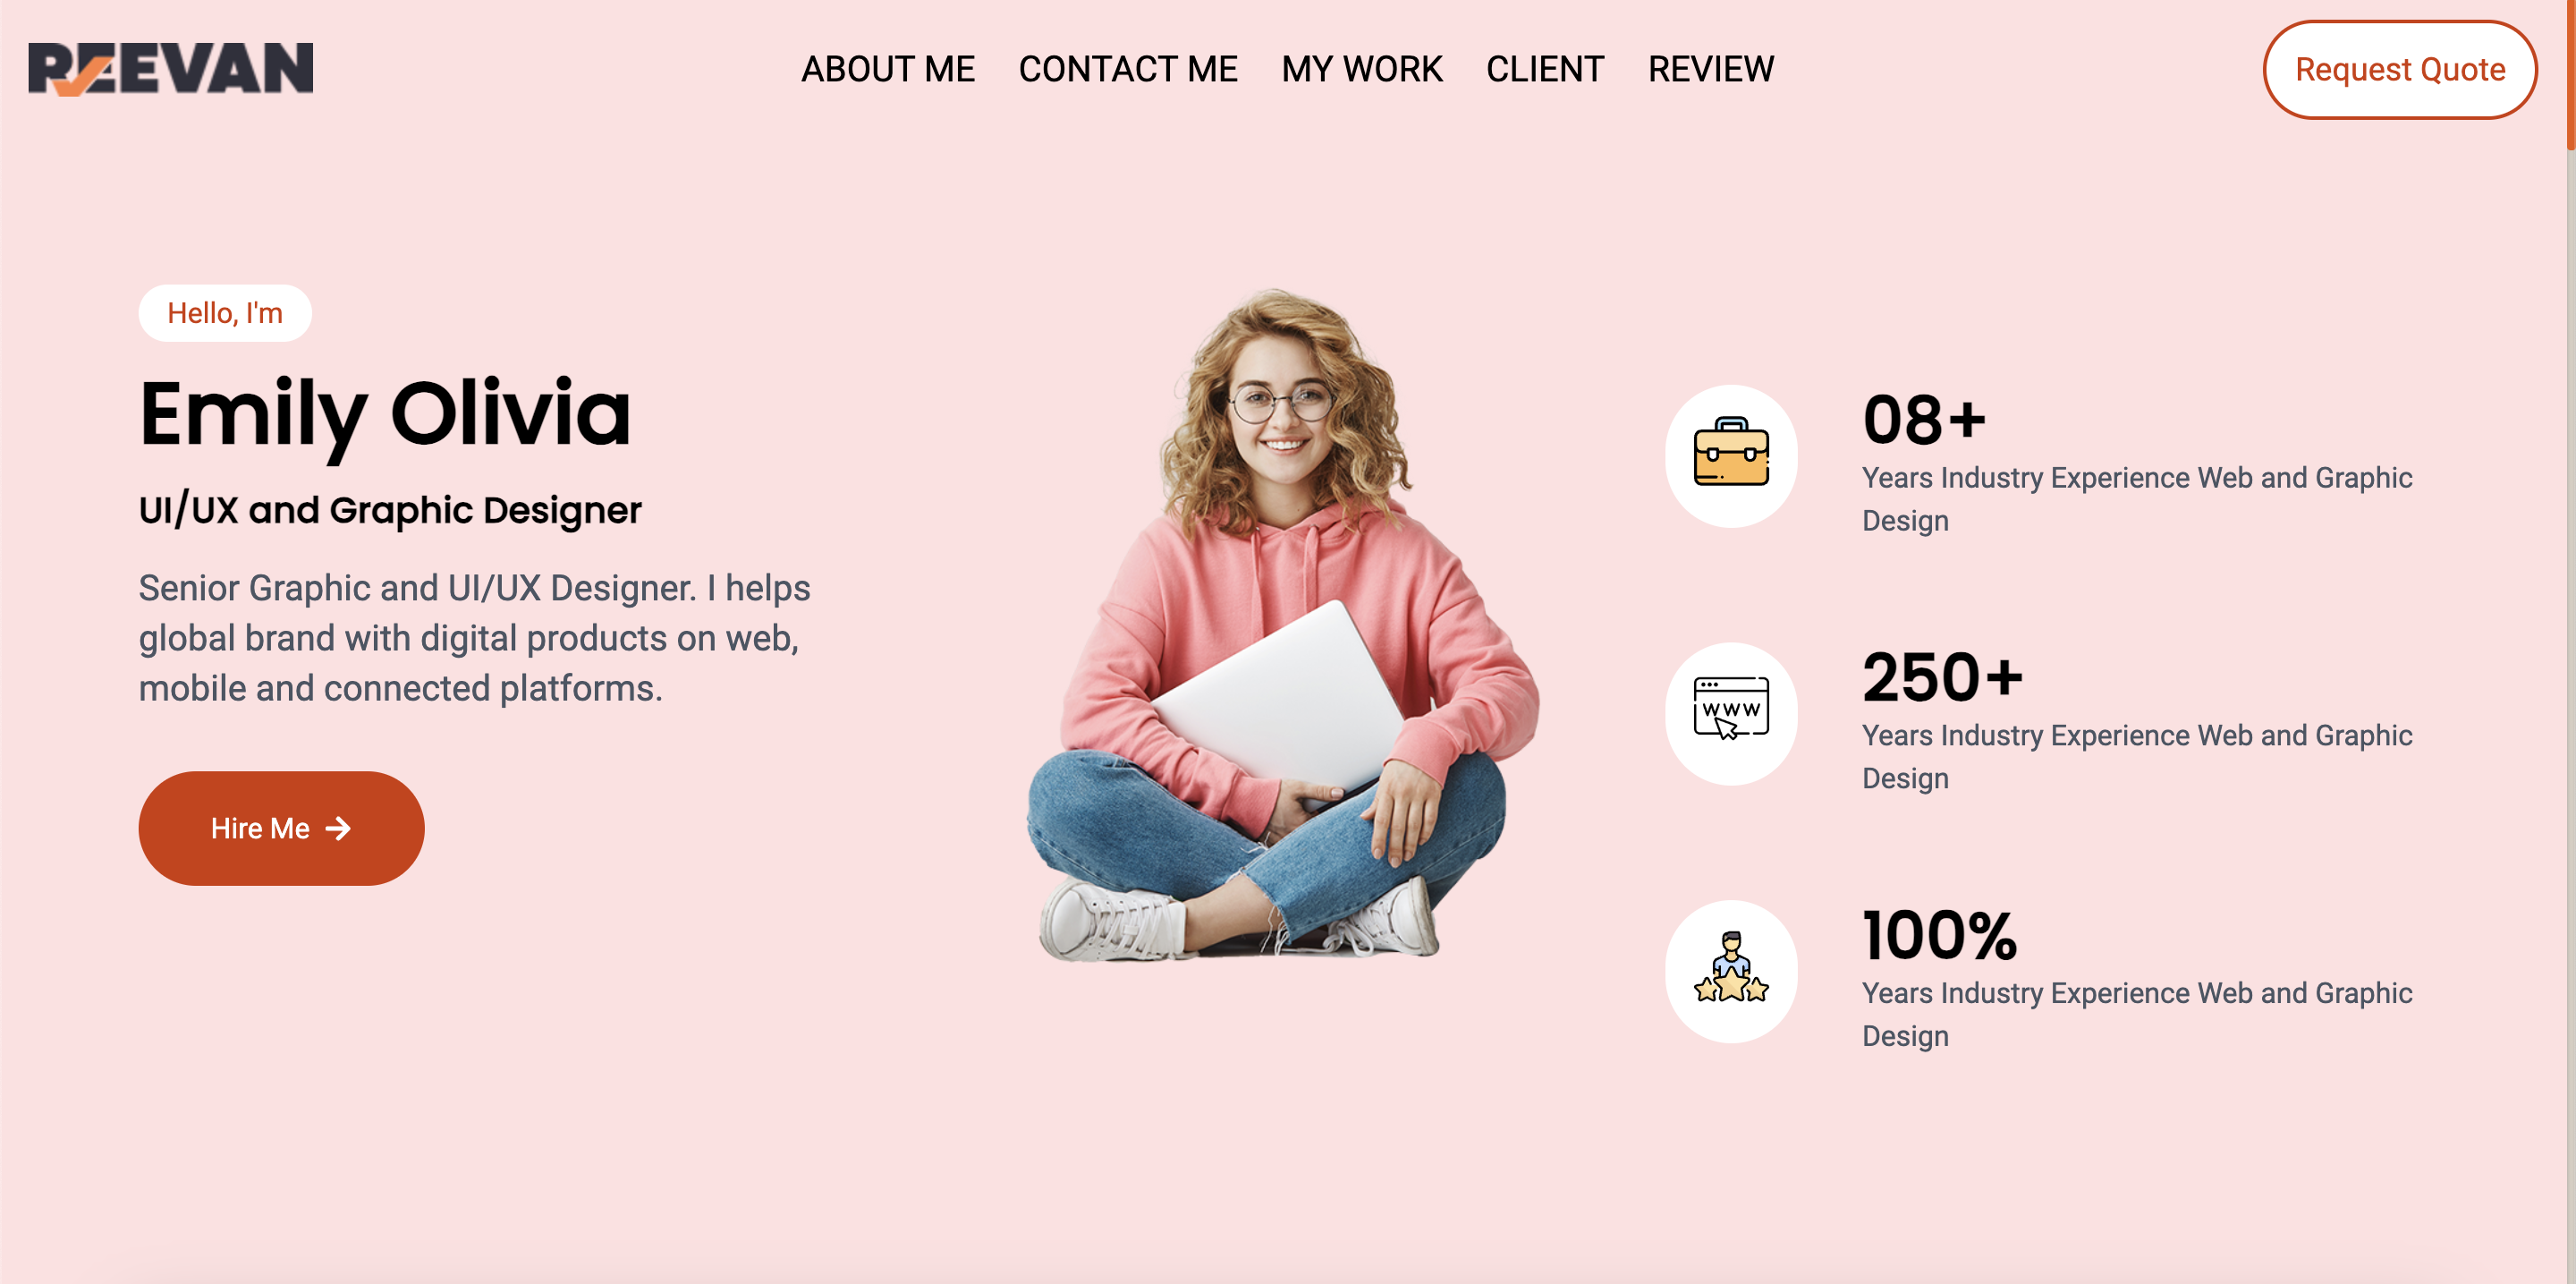 REEVAN
ABOUT ME CONTACT ME MY WORK CLIENT REVIEW
Request Quote
Hello, I'm
Emily Olivia
UI/UX and Graphic Designer
Senior Graphic and UI/UX Designer. I helps
global brand with digital products on web,
mobile and connected platforms.
Hire Me
08+
Years Industry Experience Web and Graphic
Design
WWW
250+
Years Industry Experience Web and Graphic
Design
100%
Years Industry Experience Web and Graphic
Design